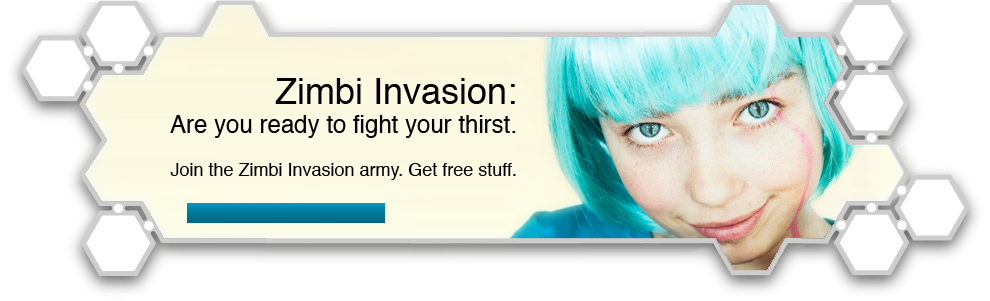 Zimbi Invasion:
Are you ready to fight your thirst.
Join the Zimbi Invasion army. Get free stuff.